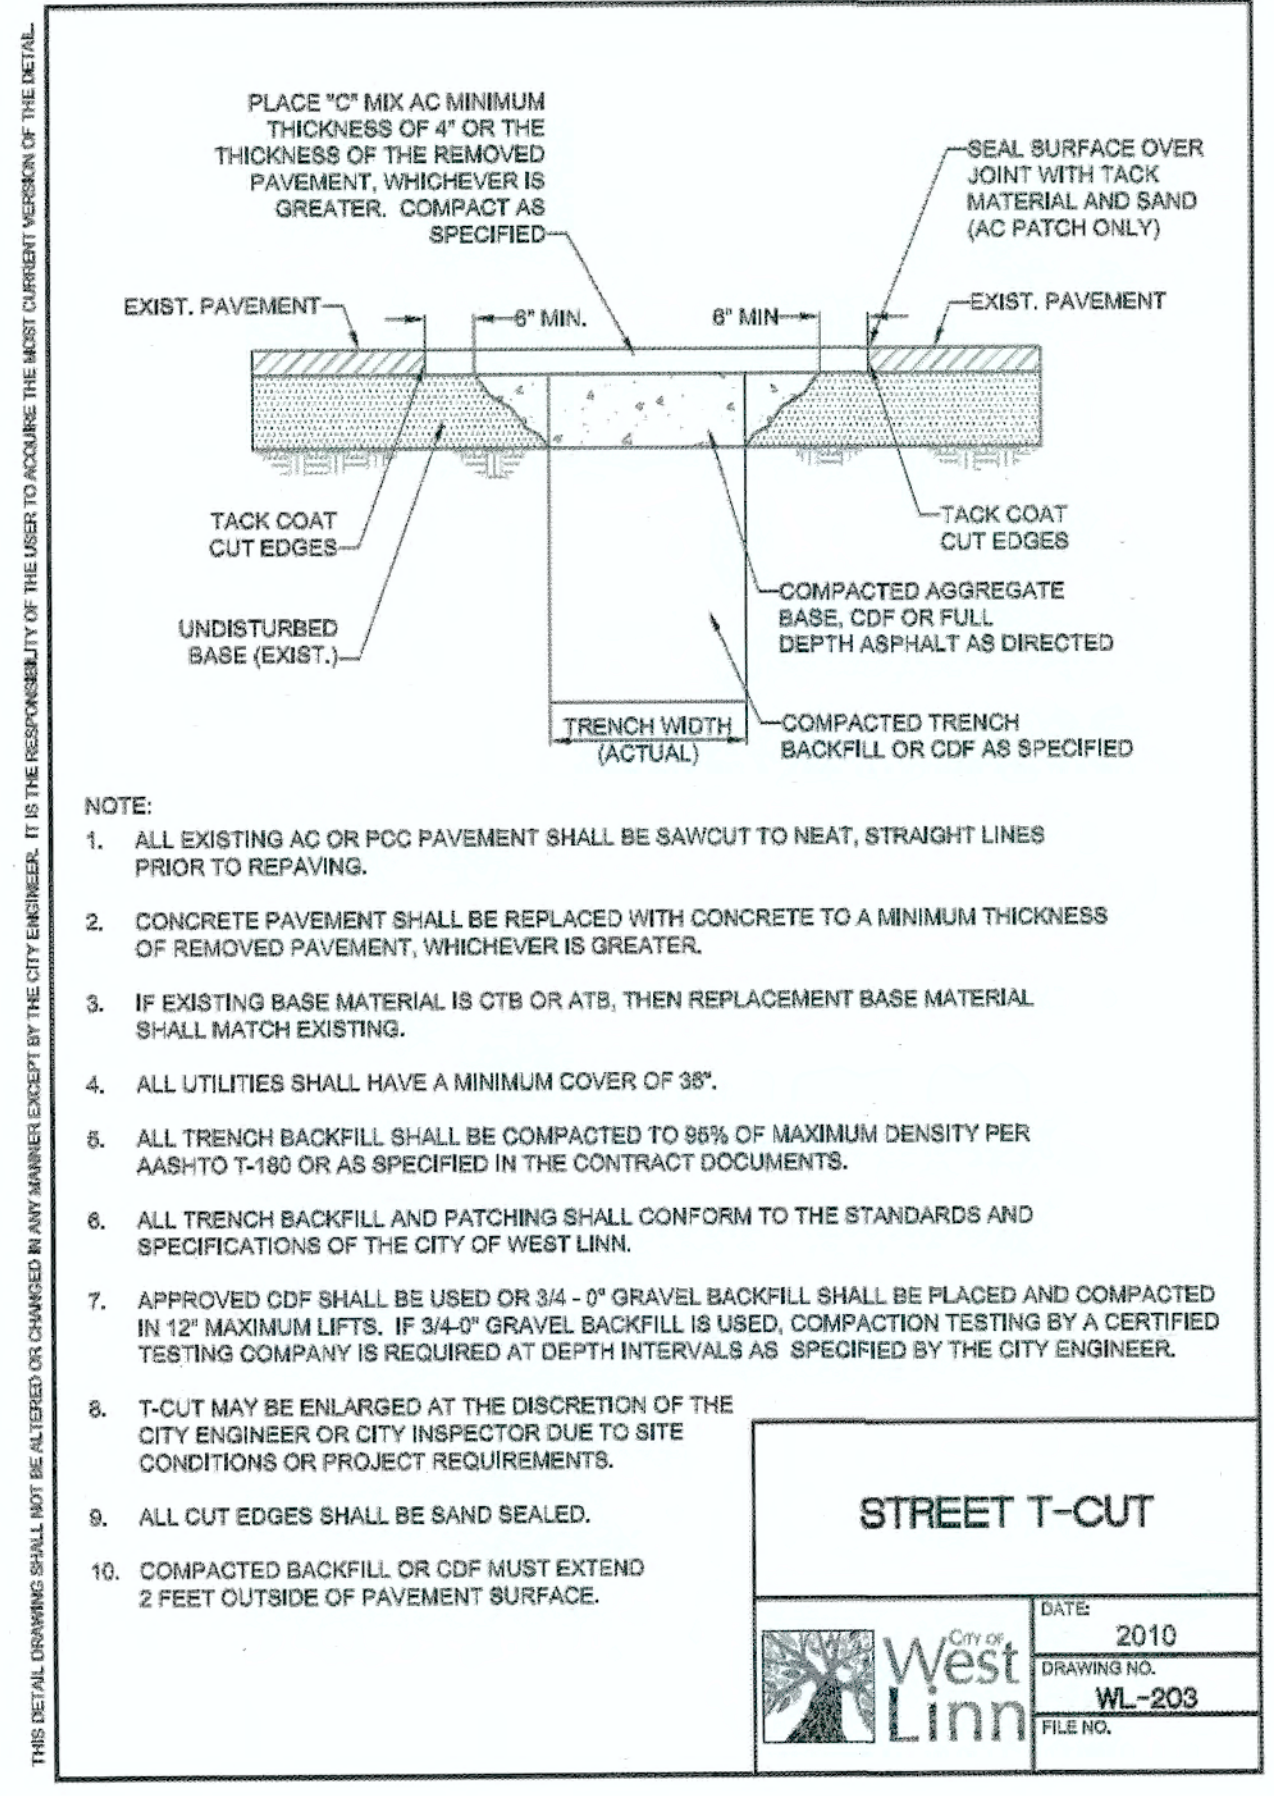 THIS DETAIL DRAWING SHALL NOT BE ALTERED OR CHANGED IN ANY MANNER EXCEPT BY THE CITY ENGINEER. IT IS THE RESPONSIBILITY OF THE USER TO ACQUIRE THE MOST CURRENT VERSION OF THE DETAIL.
PLACE "C" MIX AC MINIMUM
THICKNESS OF 4" OR THE
THICKNESS OF THE REMOVED
PAVEMENT, WHICHEVER IS
GREATER. COMPACT AS
SPECIFIED
SEAL SURFACE OVER
JOINT WITH TACK
MATERIAL AND SAND
(AC PATCH ONLY)
EXIST. PAVEMENT
6" MIN.
6" MIN
EXIST. PAVEMENT
TACK COAT
CUT EDGES
TACK COAT
CUT EDGES
UNDISTURBED
BASE (EXIST.)
COMPACTED AGGREGATE
BASE, CDF OR FULL
DEPTH ASPHALT AS DIRECTED
TRENCH WIDTH
(ACTUAL)
COMPACTED TRENCH
BACKFILL OR CDF AS SPECIFIED
NOTE:
1. ALL EXISTING AC OR PCC PAVEMENT SHALL BE SAWCUT TO NEAT, STRAIGHT LINES
PRIOR TO REPAVING.
2. CONCRETE PAVEMENT SHALL BE REPLACED WITH CONCRETE TO A MINIMUM THICKNESS
OF REMOVED PAVEMENT, WHICHEVER IS GREATER.
3. IF EXISTING BASE MATERIAL IS CTB OR ATB, THEN REPLACEMENT BASE MATERIAL
SHALL MATCH EXISTING.
4. ALL UTILITIES SHALL HAVE A MINIMUM COVER OF 36".
5. ALL TRENCH BACKFILL SHALL BE COMPACTED TO 95% OF MAXIMUM DENSITY PER
AASHTO T-180 OR AS SPECIFIED IN THE CONTRACT DOCUMENTS.
6. ALL TRENCH BACKFILL AND PATCHING SHALL CONFORM TO THE STANDARDS AND
SPECIFICATIONS OF THE CITY OF WEST LINN.
7. APPROVED CDF SHALL BE USED OR 3/4 - 0" GRAVEL BACKFILL SHALL BE PLACED AND COMPACTED
IN 12" MAXIMUM LIFTS. IF 3/4-0" GRAVEL BACKFILL IS USED, COMPACTION TESTING BY A CERTIFIED
TESTING COMPANY IS REQUIRED AT DEPTH INTERVALS AS SPECIFIED BY THE CITY ENGINEER.
8. T-CUT MAY BE ENLARGED AT THE DISCRETION OF THE
CITY ENGINEER OR CITY INSPECTOR DUE TO SITE
CONDITIONS OR PROJECT REQUIREMENTS.
9. ALL CUT EDGES SHALL BE SAND SEALED.
10. COMPACTED BACKFILL OR CDF MUST EXTEND
2 FEET OUTSIDE OF PAVEMENT SURFACE.
STREET T-CUT
CITY OF
West
Linn
DATE:
2010
DRAWING NO.
WL-203
FILE NO.